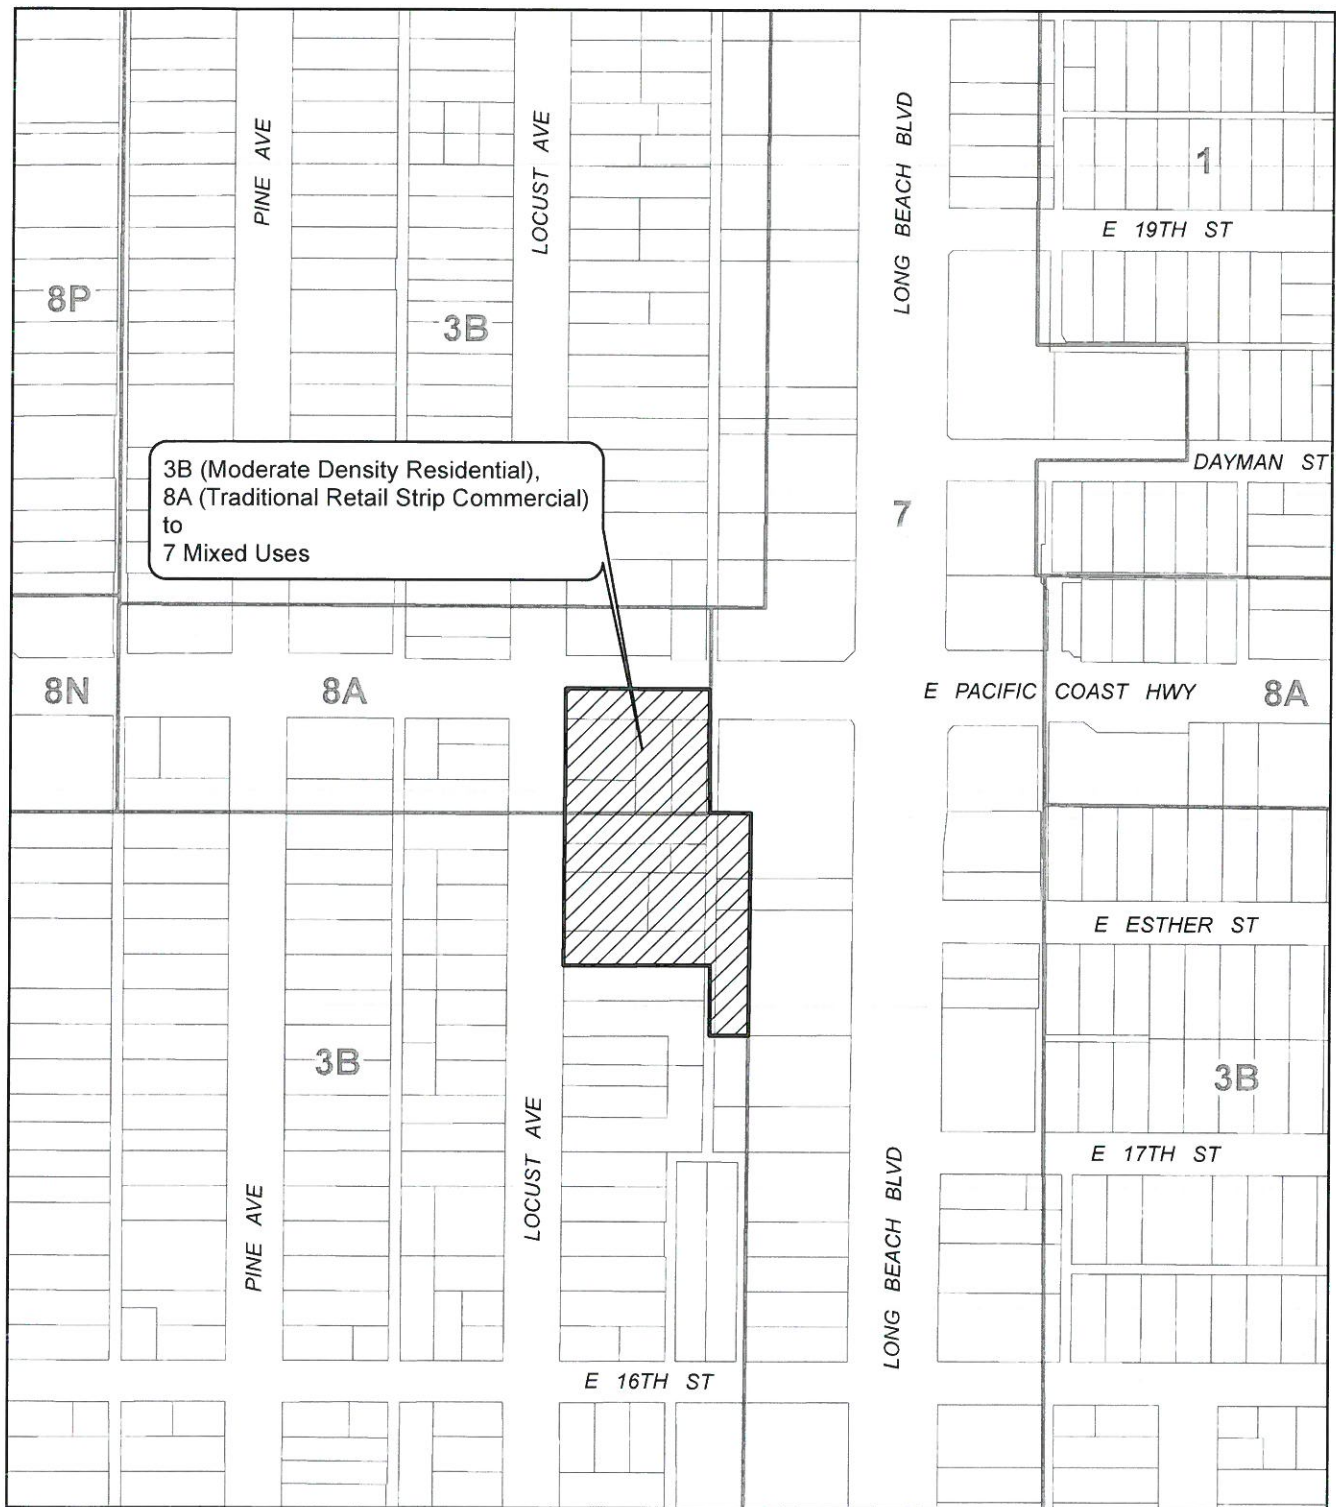 PINE AVE
LOCUST AVE
LONG BEACH BLVD
1
E 19TH ST
8P
3B
3B (Moderate Density Residential),
8A (Traditional Retail Strip Commercial)
to
7 Mixed Uses
DAYMAN ST
7
8N
8A
E PACIFIC COAST HWY
8A
E ESTHER ST
3B
3B
LOCUST AVE
E 17TH ST
PINE AVE
LONG BEACH BLVD
E 16TH ST